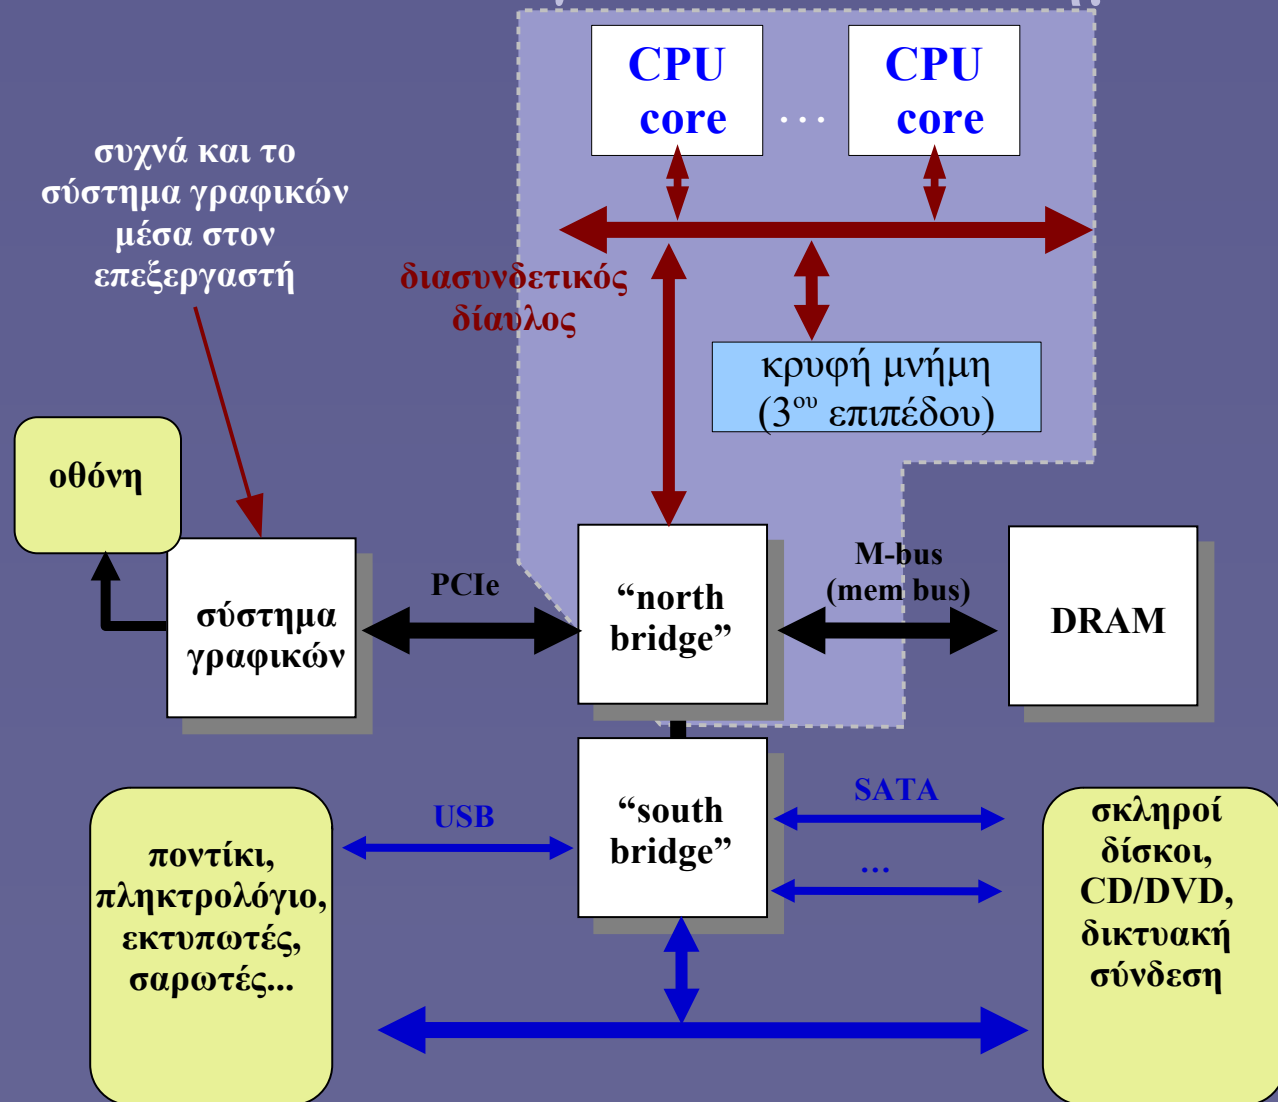 CPU
core
...
CPU
core
συχνά και το
σύστημα γραφικών
μέσα στον
επεξεργαστή
διασυνδετικός
δίαυλος
κρυφή μνήμη
(3ου επιπέδου)
οθόνη
σύστημα
γραφικών
PCIe
“north
bridge”
M-bus
(mem bus)
DRAM
ποντίκι,
πληκτρολόγιο,
εκτυπωτές,
σαρωτές...
USB
“south
bridge”
SATA
...
σκληροί
δίσκοι,
CD/DVD,
δικτυακή
σύνδεση